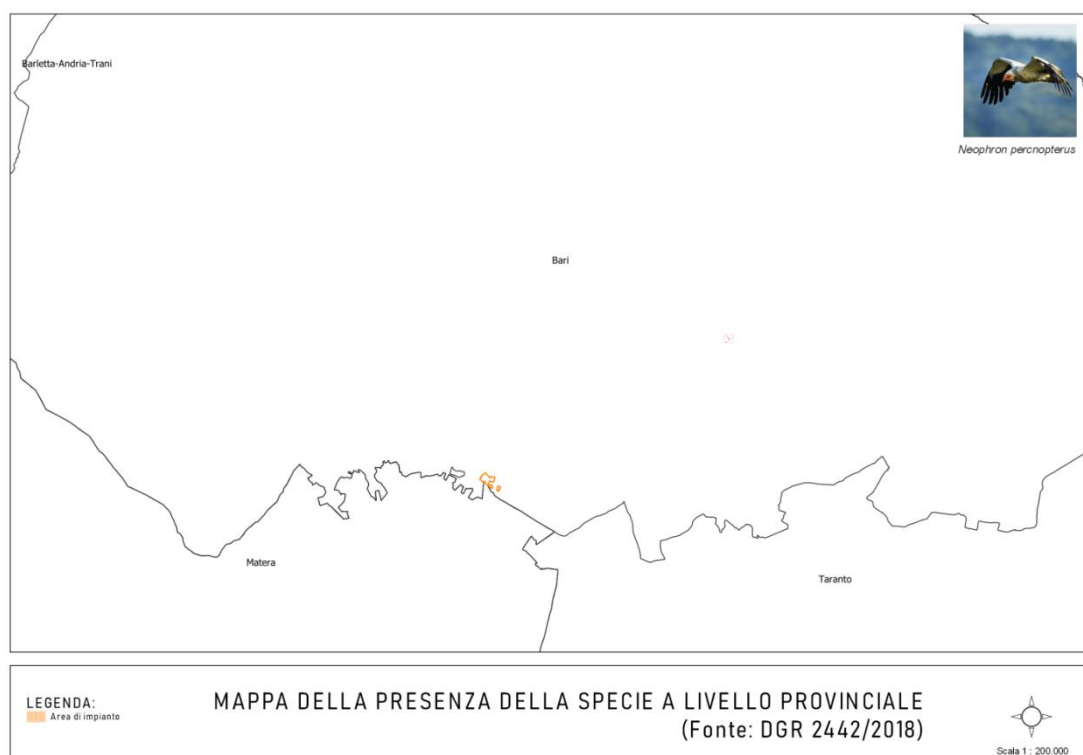 Barletta-Andria-Trani
Neophron percnopterus
Bari
Matera
Taranto
LEGENDA:
Area di impianto
MAPPA DELLA PRESENZA DELLA SPECIE A LIVELLO PROVINCIALE
(Fonte: DGR 2442/2018)
Scala 1 : 200.000